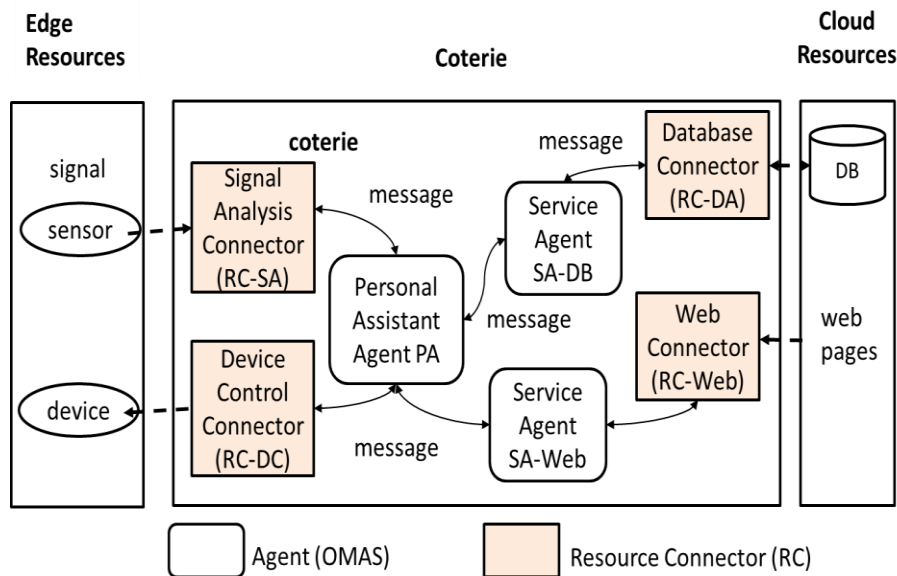 Edge
Resources
Coterie
Cloud
Resources
signal
sensor
device
coterie
Signal
Analysis
Connector
(RC-SA)
message
Device
Control
Connector
(RC-DC)
Personal
Assistant
Agent PA
message
message
Service
Agent
SA-DB
message
Service
Agent
SA-Web
Database
Connector
(RC-DA)
Web
Connector
(RC-Web)
DB
web
pages
Agent (OMAS)
Resource Connector (RC)